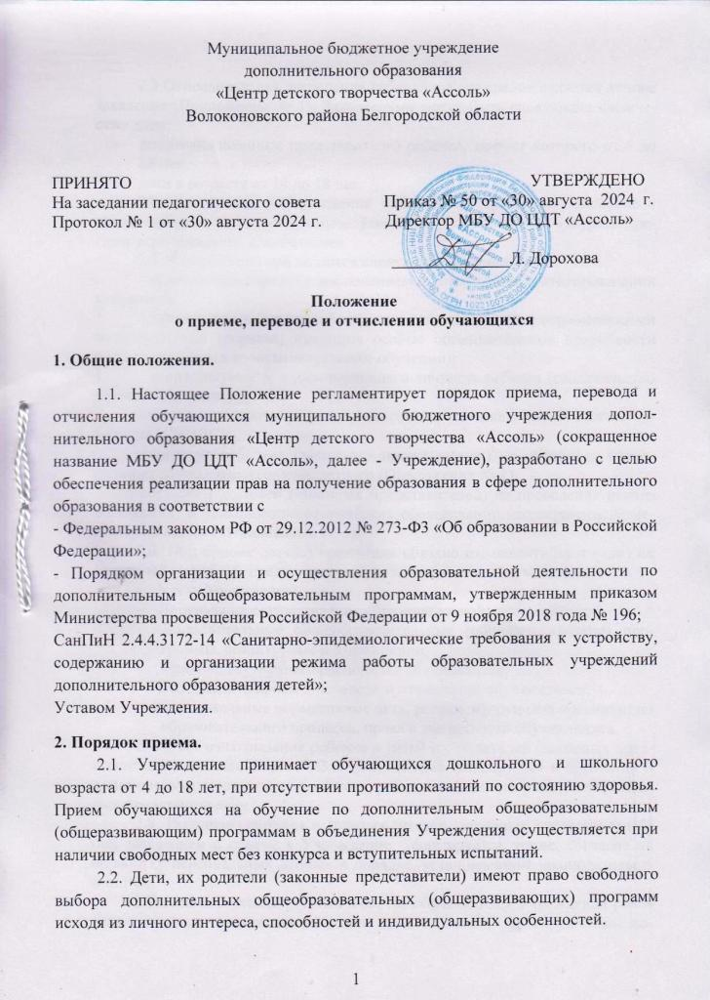 Муниципальное бюджетное учреждение
дополнительного образования
«Центр детского творчества «Ассоль»
Волоконовского района Белгородской области
ПРИНЯТО
На заседании педагогического совета
Протокол № 1 от «30» августа 2024 г.
УТВЕРЖДЕНО
Приказ № 50 от «30» августа 2024 г.
Директор МБУ ДО ЦДТ «Ассоль»
Л. Дорохова
Положение
о приеме, переводе и отчислении обучающихся
1. Общие положения.
1.1. Настоящее Положение регламентирует порядок приема, перевода и
отчисления обучающихся муниципального бюджетного учреждения допол-
нительного образования «Центр детского творчества «Ассоль» (сокращенное
название МБУ ДО ЦДТ «Ассоль», далее - Учреждение), разработано с целью
обеспечения реализации прав на получение образования в сфере дополнительного
образования в соответствии с
- Федеральным законом РФ от 29.12.2012 № 273-ФЗ «Об образовании в Российской
Федерации»;
- Порядком организации и осуществления образовательной деятельности по
дополнительным общеобразовательным программам, утвержденным приказом
Министерства просвещения Российской Федерации от 9 ноября 2018 года № 196;
СанПиН 2.4.4.3172-14 «Санитарно-эпидемиологические требования к устройству,
содержанию и организации режима работы образовательных учреждений
дополнительного образования детей»;
Уставом Учреждения.
2. Порядок приема.
2.1. Учреждение принимает обучающихся дошкольного и школьного
возраста от 4 до 18 лет, при отсутствии противопоказаний по состоянию здоровья.
Прием обучающихся на обучение по дополнительным общеобразовательным
(общеразвивающим) программам в объединения Учреждения осуществляется при
наличии свободных мест без конкурса и вступительных испытаний.
2.2. Дети, их родители (законные представители) имеют право свободного
выбора дополнительных общеобразовательных (общеразвивающих) программ
исходя из личного интереса, способностей и индивидуальных особенностей.
1